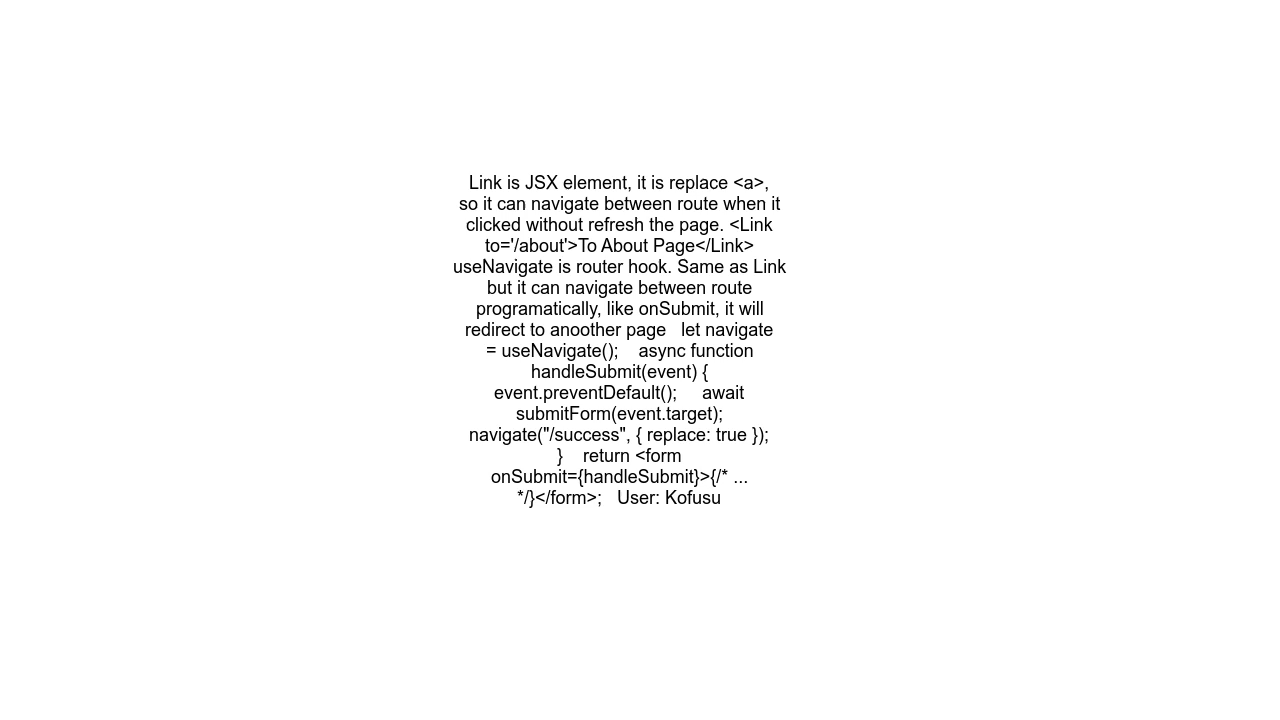 Link is JSX element, it is replace <a>,
so it can navigate between route when it
clicked without refresh the page. <Link
to='/about'>To About Page</Link>
useNavigate is router hook. Same as Link
but it can navigate between route
programatically, like onSubmit, it will
redirect to anoother page   let navigate
= useNavigate();    async function
handleSubmit(event) {
event.preventDefault();     await
submitForm(event.target);
navigate("/success", { replace: true });
}    return <form
onSubmit={handleSubmit}>{/* ...
*/}</form>;   User: Kofusu